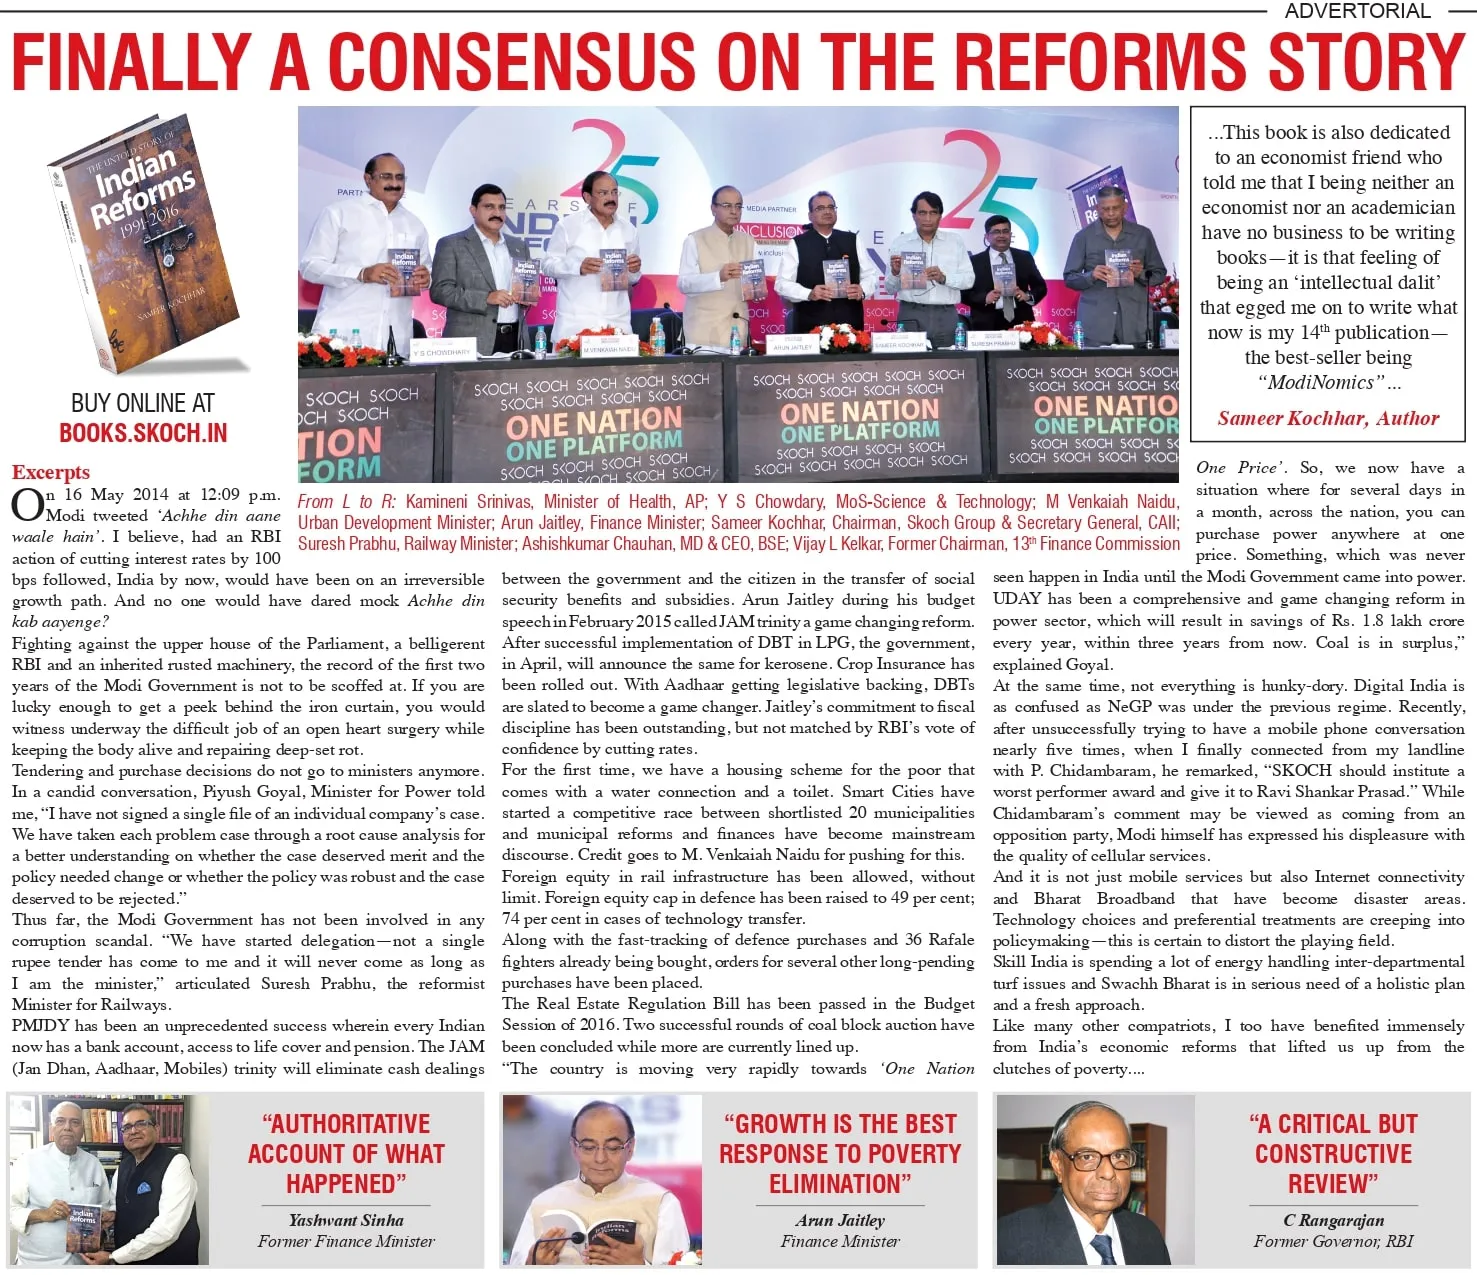 ADVERTORIAL
FINALLY A CONSENSUS ON THE REFORMS STORY
THE UNTOLD STORY OF
Indian
Reforms
1991-2016
SAMEER KOCHHAR
BUY ONLINE AT
BOOKS.SKOCH.IN
25
YEARS OF
PARTN
MEDIA PARTNER
INCLUSION
25
Indian
Reforms
Y S CHOWDHARY
M.VENKAIAH NAIDU
ARUN JAITLEY
SAMEER KOCHHAR
SURESH PRABHU
SKOCH SKOCH SKOCH SKOCH
ONE NATION
ONE PLATFORM
SKOCH SKOCH SKOCH SKOCH
ONE NATION
ONE PLATFORM
...This book is also dedicated
to an economist friend who
told me that I being neither an
economist nor an academician
have no business to be writing
books—it is that feeling of
being an ‘intellectual dalit’
that egged me on to write what
now is my 14th publication—
the best-seller being
“ModiNomics”...
Sameer Kochhar, Author
From L to R: Kamineni Srinivas, Minister of Health, AP; Y S Chowdary, MoS-Science & Technology; M Venkaiah Naidu,
Urban Development Minister; Arun Jaitley, Finance Minister; Sameer Kochhar, Chairman, Skoch Group & Secretary General, CAII;
Suresh Prabhu, Railway Minister; Ashishkumar Chauhan, MD & CEO, BSE; Vijay L Kelkar, Former Chairman, 13th Finance Commission
Excerpts
On 16 May 2014 at 12:09 p.m.
Modi tweeted ‘Achhe din aane
waale hain’. I believe, had an RBI
action of cutting interest rates by 100
bps followed, India by now, would have been on an irreversible
growth path. And no one would have dared mock Achhe din
kab aayenge?
Fighting against the upper house of the Parliament, a belligerent
RBI and an inherited rusted machinery, the record of the first two
years of the Modi Government is not to be scoffed at. If you are
lucky enough to get a peek behind the iron curtain, you would
witness underway the difficult job of an open heart surgery while
keeping the body alive and repairing deep-set rot.
Tendering and purchase decisions do not go to ministers anymore.
In a candid conversation, Piyush Goyal, Minister for Power told
me, “I have not signed a single file of an individual company’s case.
We have taken each problem case through a root cause analysis for
a better understanding on whether the case deserved merit and the
policy needed change or whether the policy was robust and the case
deserved to be rejected.”
Thus far, the Modi Government has not been involved in any
corruption scandal. “We have started delegation—not a single
rupee tender has come to me and it will never come as long as
I am the minister,” articulated Suresh Prabhu, the reformist
Minister for Railways.
PMJDY has been an unprecedented success wherein every Indian
now has a bank account, access to life cover and pension. The JAM
(Jan Dhan, Aadhaar, Mobiles) trinity will eliminate cash dealings
between the government and the citizen in the transfer of social
security benefits and subsidies. Arun Jaitley during his budget
speech in February 2015 called JAM trinity a game changing reform.
After successful implementation of DBT in LPG, the government,
in April, will announce the same for kerosene. Crop Insurance has
been rolled out. With Aadhaar getting legislative backing, DBTs
are slated to become a game changer. Jaitley’s commitment to fiscal
discipline has been outstanding, but not matched by RBI’s vote of
confidence by cutting rates.
For the first time, we have a housing scheme for the poor that
comes with a water connection and a toilet. Smart Cities have
started a competitive race between shortlisted 20 municipalities
and municipal reforms and finances have become mainstream
discourse. Credit goes to M. Venkaiah Naidu for pushing for this.
Foreign equity in rail infrastructure has been allowed, without
limit. Foreign equity cap in defence has been raised to 49 per cent;
74 per cent in cases of technology transfer.
Along with the fast-tracking of defence purchases and 36 Rafale
fighters already being bought, orders for several other long-pending
purchases have been placed.
The Real Estate Regulation Bill has been passed in the Budget
Session of 2016. Two successful rounds of coal block auction have
been concluded while more are currently lined up.
“The country is moving very rapidly towards ‘One Nation
One Price’. So, we now have a
situation where for several days in
a month, across the nation, you can
purchase power anywhere at one
price. Something, which was never
seen happen in India until the Modi Government came into power.
UDAY has been a comprehensive and game changing reform in
power sector, which will result in savings of Rs. 1.8 lakh crore
every year, within three years from now. Coal is in surplus,”
explained Goyal.
At the same time, not everything is hunky-dory. Digital India is
as confused as NeGP was under the previous regime. Recently,
after unsuccessfully trying to have a mobile phone conversation
nearly five times, when I finally connected from my landline
with P. Chidambaram, he remarked, “SKOCH should institute a
worst performer award and give it to Ravi Shankar Prasad.” While
Chidambaram’s comment may be viewed as coming from an
opposition party, Modi himself has expressed his displeasure with
the quality of cellular services.
And it is not just mobile services but also Internet connectivity
and Bharat Broadband that have become disaster areas.
Technology choices and preferential treatments are creeping into
policymaking—this is certain to distort the playing field.
Skill India is spending a lot of energy handling inter-departmental
turf issues and Swachh Bharat is in serious need of a holistic plan
and a fresh approach.
Like many other compatriots, I too have benefited immensely
from India’s economic reforms that lifted us up from the
clutches of poverty....
“AUTHORITATIVE
ACCOUNT OF WHAT
HAPPENED”
Yashwant Sinha
Former Finance Minister
“GROWTH IS THE BEST
RESPONSE TO POVERTY
ELIMINATION”
Arun Jaitley
Finance Minister
“A CRITICAL BUT
CONSTRUCTIVE
REVIEW”
C Rangarajan
Former Governor, RBI